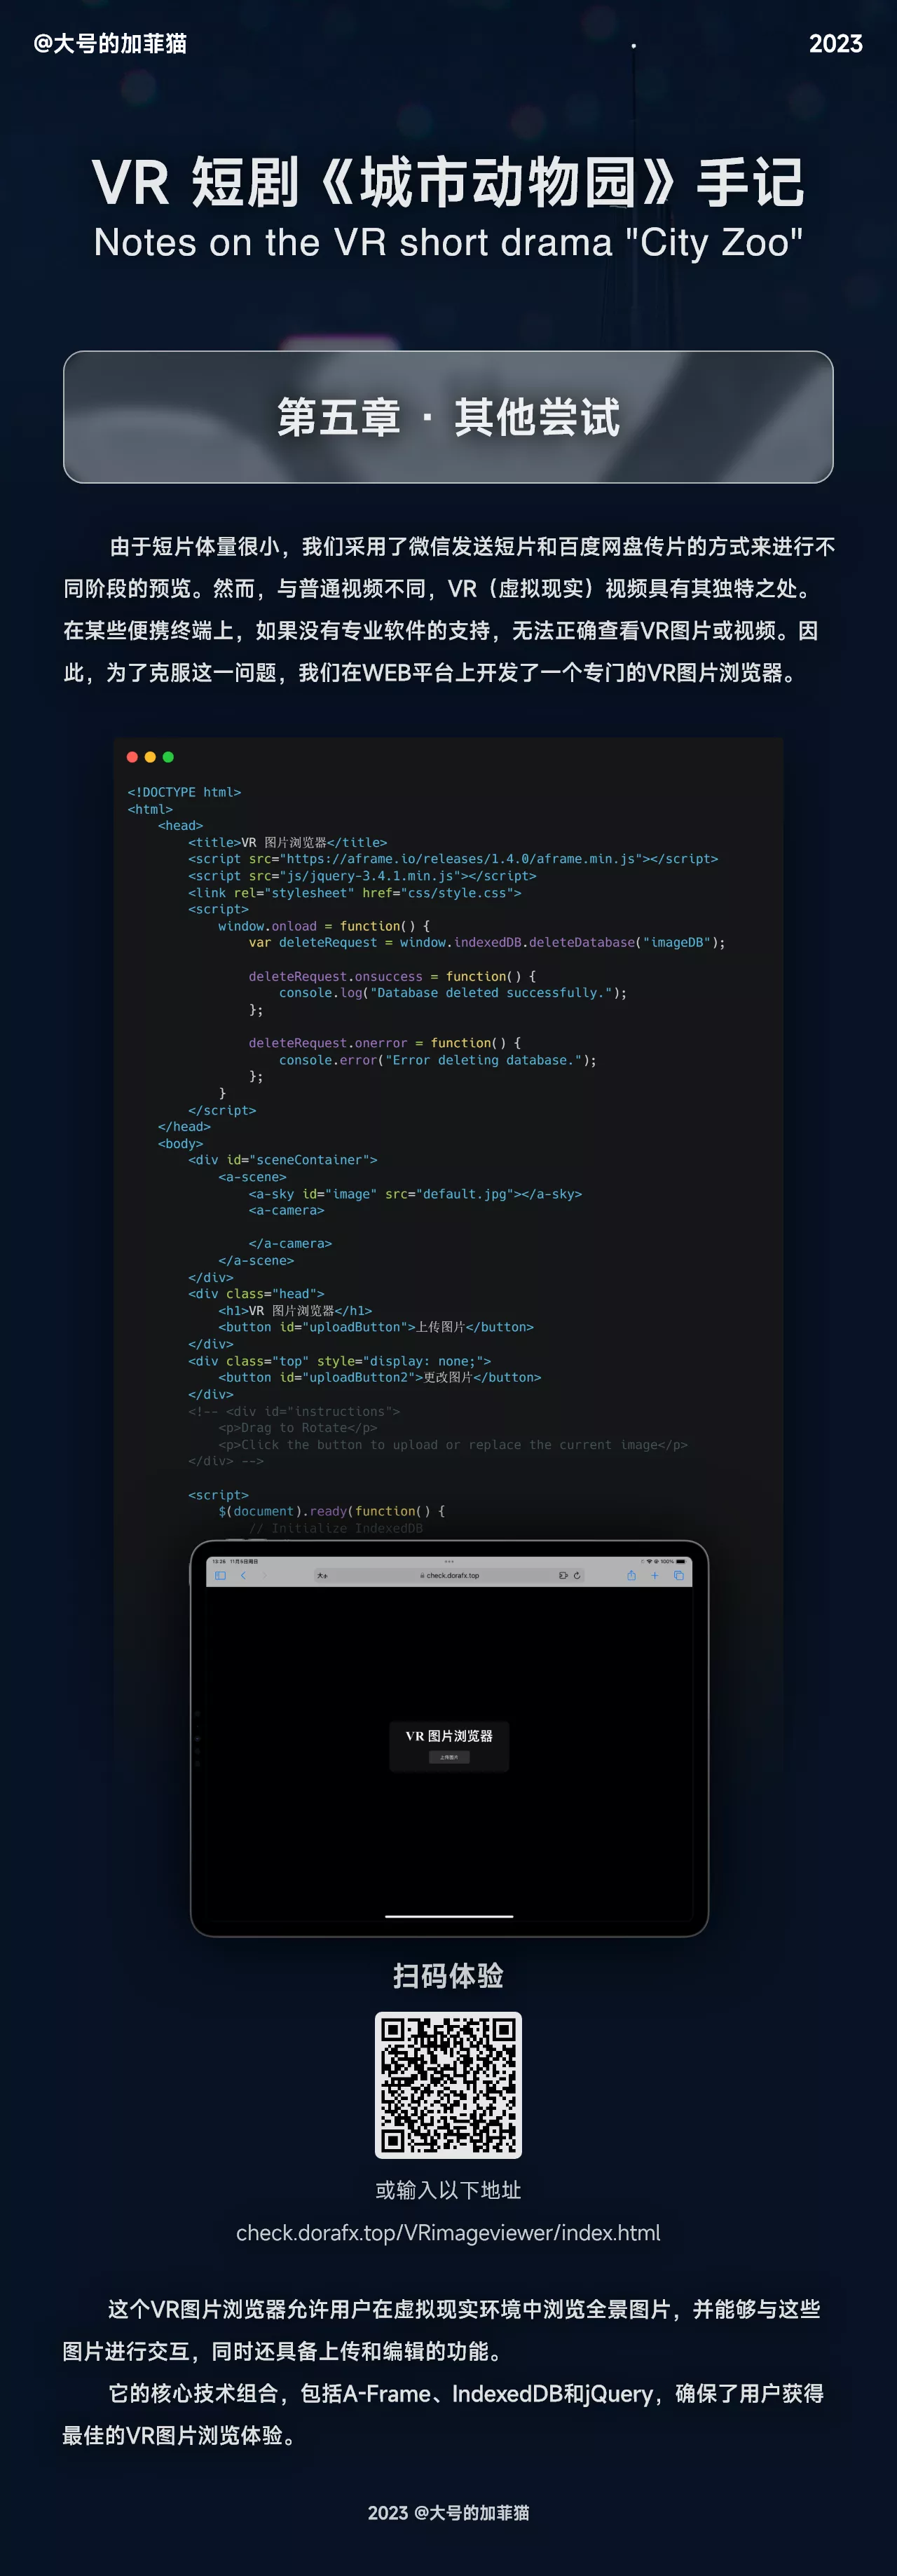 @大号的加菲猫
2023
VR 短剧《城市动物园》手记
Notes on the VR short drama "City Zoo"
第五章 · 其他尝试
由于短片体量很小，我们采用了微信发送短片和百度网盘传片的方式来进行不
同阶段的预览。然而，与普通视频不同，VR（虚拟现实）视频具有其独特之处。
在某些便携终端上，如果没有专业软件的支持，无法正确查看VR图片或视频。因
此，为了克服这一问题，我们在WEB平台上开发了一个专门的VR图片浏览器。
<!DOCTYPE html>
<html>
<head>
<title>VR 图片浏览器</title>
<script src="https://aframe.io/releases/1.4.0/aframe.min.js"></script>
<script src="js/jquery-3.4.1.min.js"></script>
<link rel="stylesheet" href="css/style.css">
<script>
window.onload = function() {
var deleteRequest = window.indexedDB.deleteDatabase("imageDB");
deleteRequest.onsuccess = function() {
console.log("Database deleted successfully.");
};
deleteRequest.onerror = function() {
console.error("Error deleting database.");
};
}
</script>
</head>
<body>
<div id="sceneContainer">
<a-scene>
<a-sky id="image" src="default.jpg"></a-sky>
<a-camera>
</a-camera>
</a-scene>
</div>
<div class="head">
<h1>VR 图片浏览器</h1>
<button id="uploadButton">上传图片</button>
</div>
<div class="top" style="display: none;">
<button id="uploadButton2">更改图片</button>
</div>
<!-- <div id="instructions">
<p>Drag to Rotate</p>
<p>Click the button to upload or replace the current image</p>
</div> -->
<script>
$(document).ready(function() {
// Initialize IndexedDB
13:26 11月5日周日
100%
大小
check.dorafx.top
VR 图片浏览器
上传图片
扫码体验
或输入以下地址
check.dorafx.top/VRimageviewer/index.html
这个VR图片浏览器允许用户在虚拟现实环境中浏览全景图片，并能够与这些
图片进行交互，同时还具备上传和编辑的功能。
它的核心技术组合，包括A-Frame、IndexedDB和jQuery，确保了用户获得
最佳的VR图片浏览体验。
2023 @大号的加菲猫